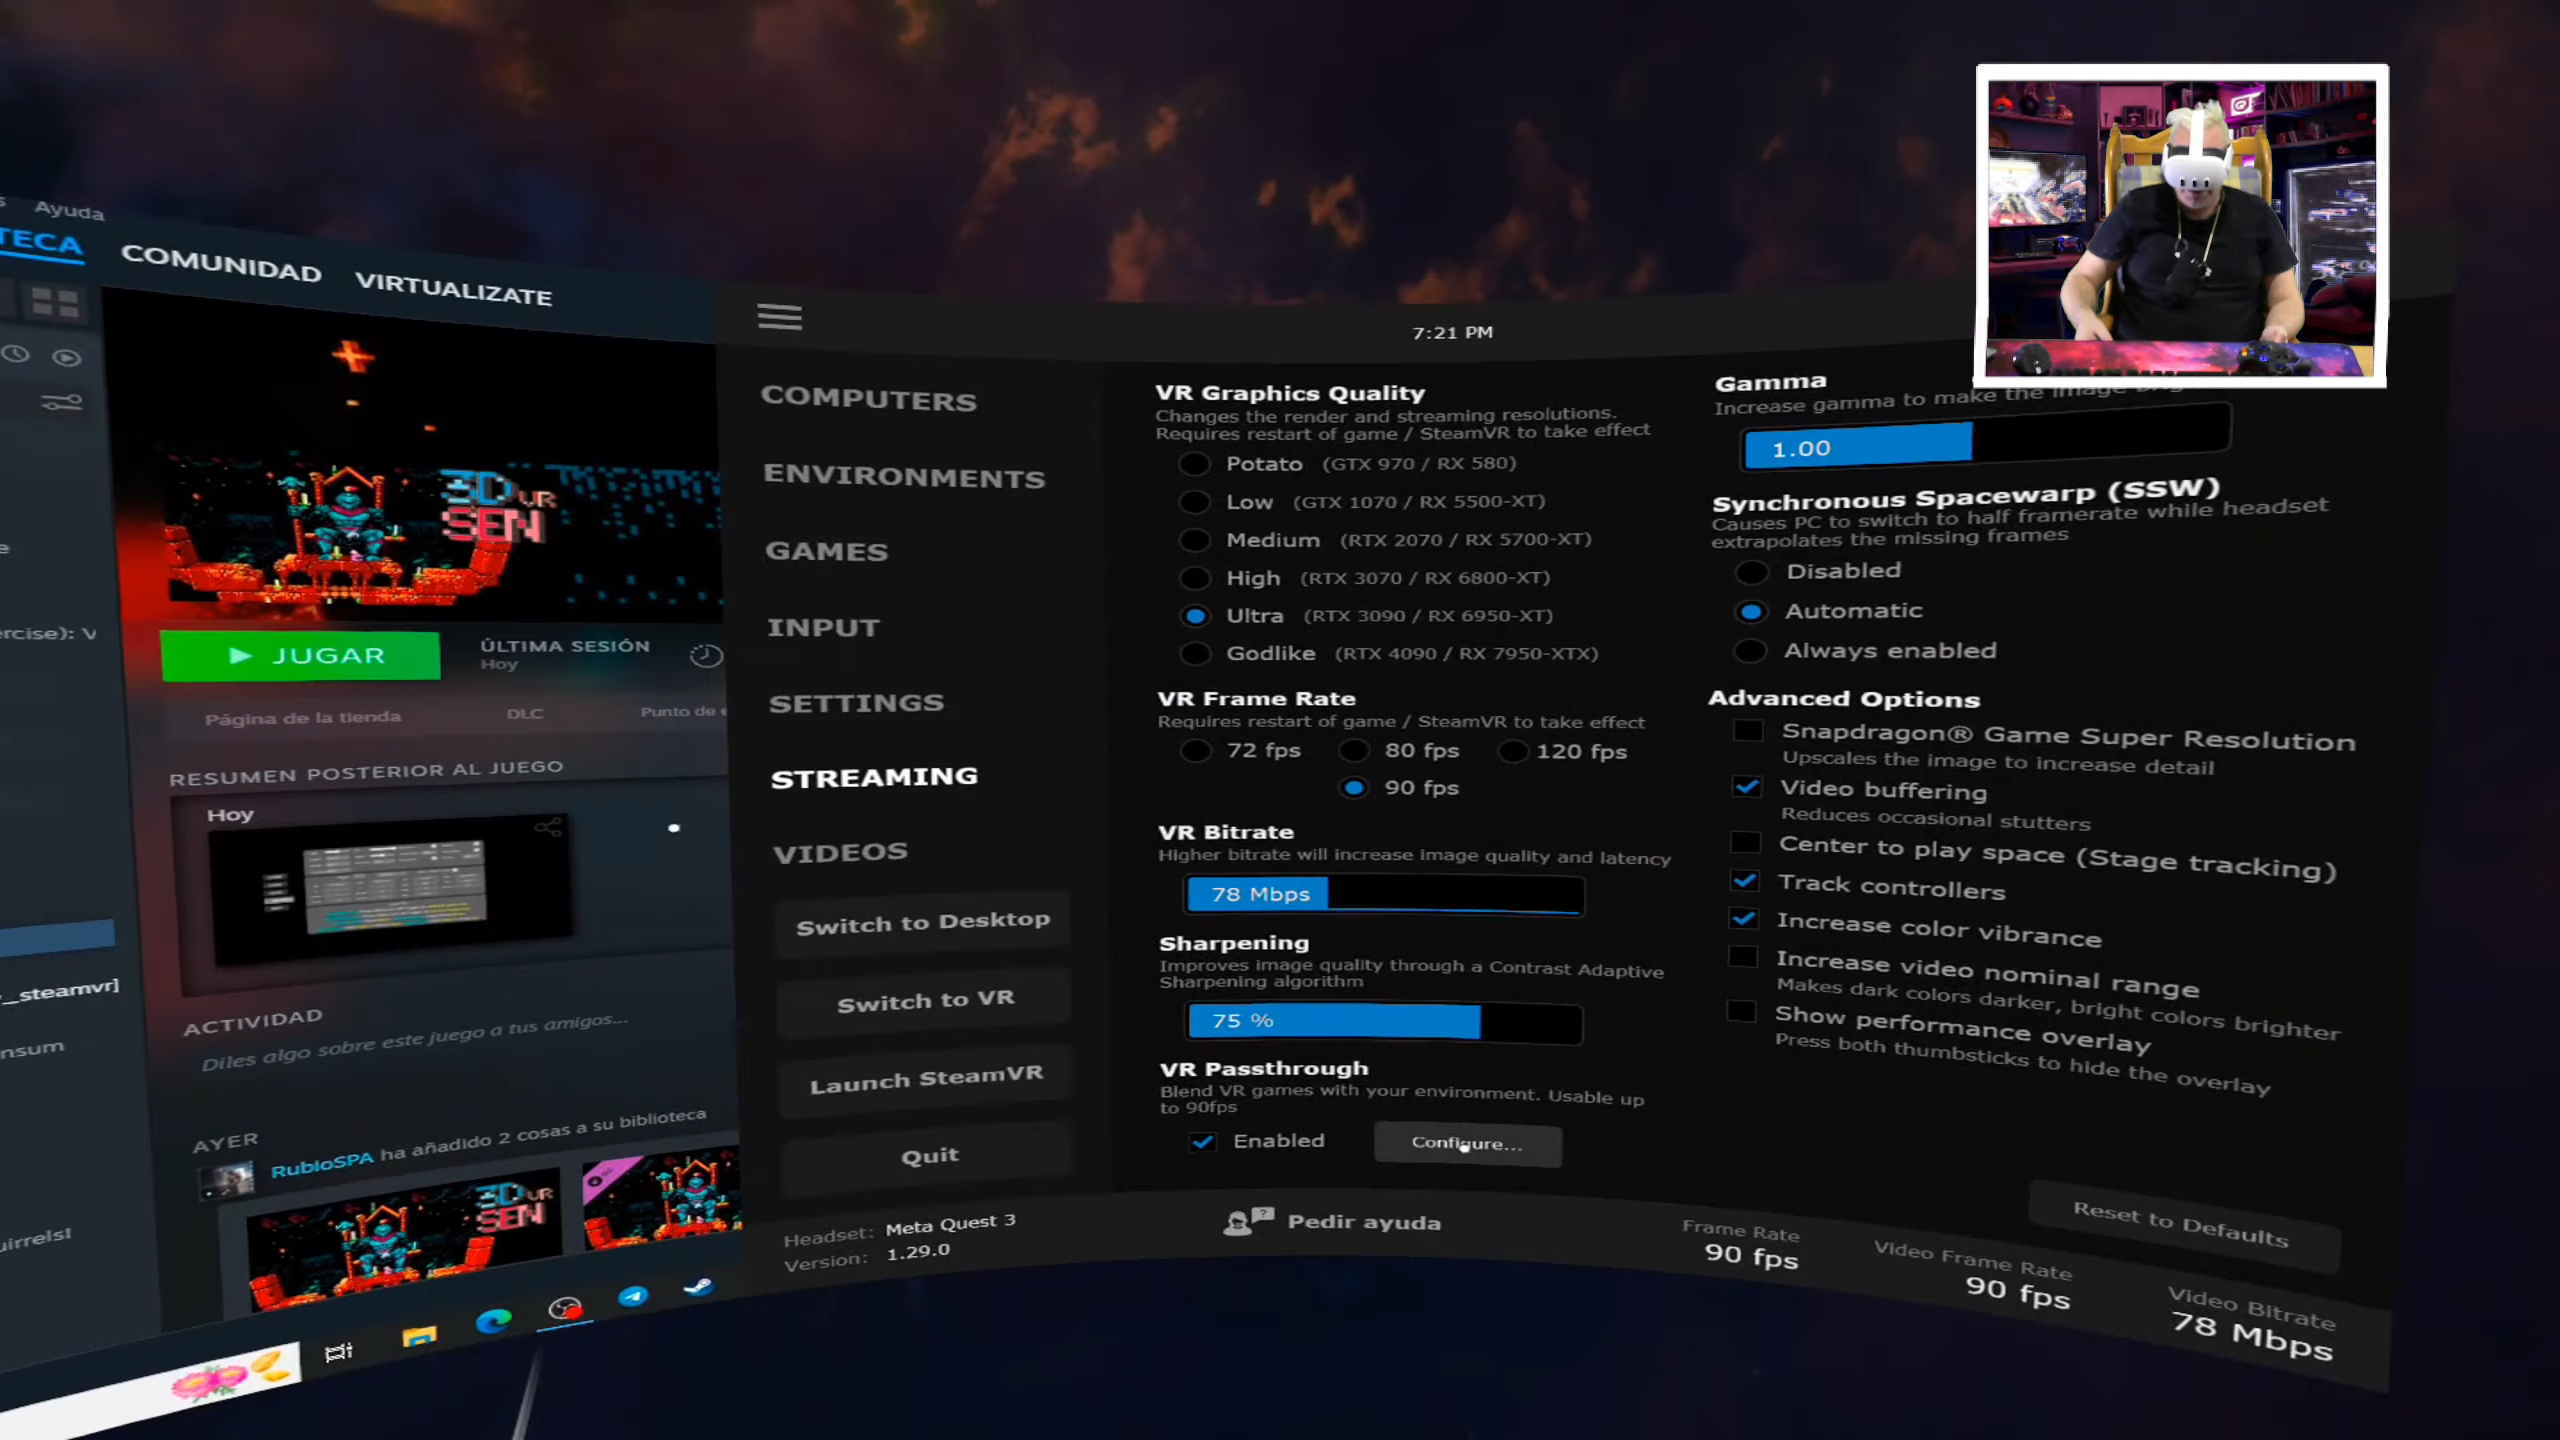 Ayuda
TECA COMUNIDAD VIRTUALIZATE
3D VR
SEN
JUGAR
ÚLTIMA SESIÓN
Hoy
Página de la tienda DLC Punto de
RESUMEN POSTERIOR AL JUEGO
Hoy
_steamvr]
ACTIVIDAD
Diles algo sobre este juego a tus amigos...
AYER
RubloSPA ha añadido 2 cosas a su biblioteca
3D VR
SEN
7:21 PM
COMPUTERS
ENVIRONMENTS
GAMES
INPUT
SETTINGS
STREAMING
VIDEOS
Switch to Desktop
Switch to VR
Launch SteamVR
Quit
Headset: Meta Quest 3
Version: 1.29.0
VR Graphics Quality
Changes the render and streaming resolutions.
Requires restart of game / SteamVR to take effect
Potato (GTX 970 / RX 580)
Low (GTX 1070 / RX 5500-XT)
Medium (RTX 2070 / RX 5700-XT)
High (RTX 3070 / RX 6800-XT)
Ultra (RTX 3090 / RX 6950-XT)
Godlike (RTX 4090 / RX 7950-XTX)
VR Frame Rate
Requires restart of game / SteamVR to take effect
72 fps 80 fps 120 fps
90 fps
VR Bitrate
Higher bitrate will increase image quality and latency
78 Mbps
Sharpening
Improves image quality through a Contrast Adaptive
Sharpening algorithm
75 %
VR Passthrough
Blend VR games with your environment. Usable up
to 90fps
Enabled Configure...
Gamma
Increase gamma to make the image
1.00
Synchronous Spacewarp (SSW)
Causes PC to switch to half framerate while headset
extrapolates the missing frames
Disabled
Automatic
Always enabled
Advanced Options
Snapdragon® Game Super Resolution
Upscales the image to increase detail
Video buffering
Reduces occasional stutters
Center to play space (Stage tracking)
Track controllers
Increase color vibrance
Increase video nominal range
Makes dark colors darker, bright colors brighter
Show performance overlay
Press both thumbsticks to hide the overlay
Reset to Defaults
Pedir ayuda
Frame Rate
90 fps
Video Frame Rate
90 fps
Video Bitrate
78 Mbps